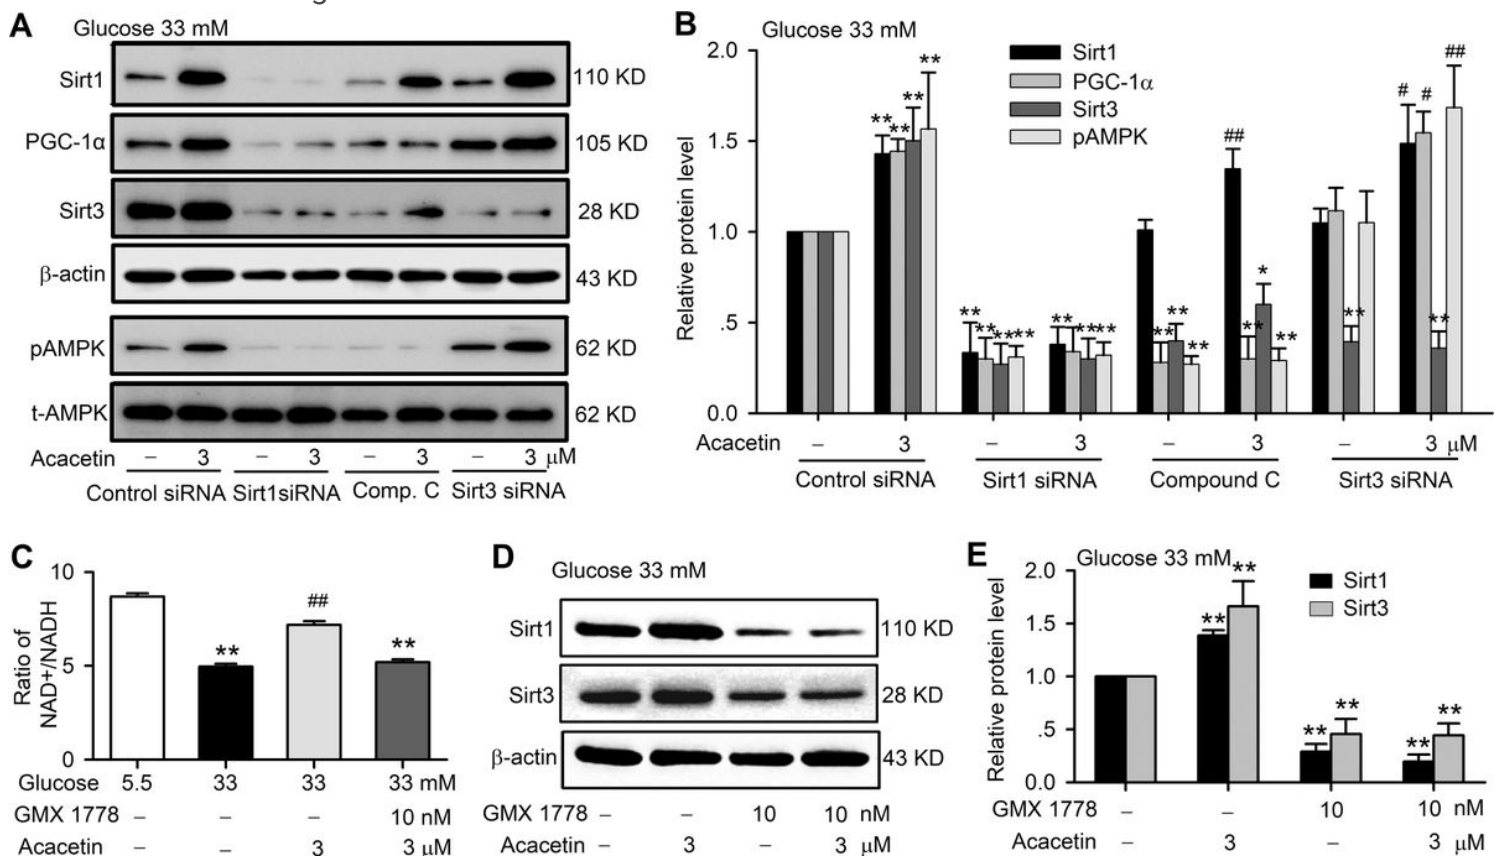 A
Glucose 33 mM
Sirt1
110 KD
PGC-1α
105 KD
Sirt3
28 KD
β-actin
43 KD
pAMPK
62 KD
t-AMPK
62 KD
Acacetin – 3 – 3 – 3 – 3 μM
Control siRNA Sirt1siRNA Comp. C Sirt3 siRNA
B
Glucose 33 mM
Sirt1
PGC-1α
Sirt3
pAMPK
Relative protein level
2.0
1.5
1.0
.5
0.0
** ** ** **
** ** ** **
** ** ** **
** ** **
## ** * **
**
# # ** ##
Acacetin – 3 – 3 – 3 – 3 μM
Control siRNA Sirt1 siRNA Compound C Sirt3 siRNA
C
Ratio of
NAD+/NADH
10
5
0
** ## **
Glucose 5.5 33 33 33 mM
GMX 1778 – – – 10 nM
Acacetin – – 3 3 μM
D
Glucose 33 mM
Sirt1
110 KD
Sirt3
28 KD
β-actin
43 KD
GMX 1778 – – 10 10 nM
Acacetin – 3 – 3 μM
E
Glucose 33 mM
Sirt1
Sirt3
Relative protein level
2.0
1.5
1.0
.5
0.0
** **
** **
** **
GMX 1778 – – 10 10 nM
Acacetin – 3 – 3 μM